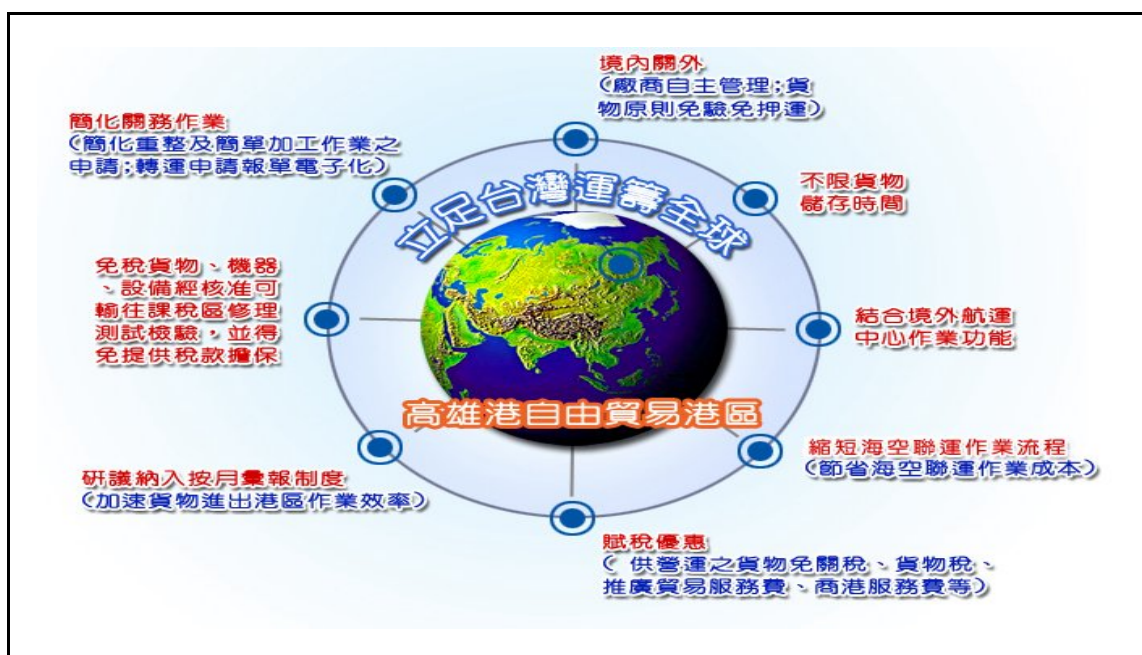 境內關外
(廠商自主管理;貨
物原則免驗免押運)
簡化關務作業
(簡化重整及簡單加工作業之
申請;轉運申請報單電子化)
不限貨物
儲存時間
立足台灣運籌全球
免稅貨物、機器
、設備經核准可
輸往課稅區修理
測試檢驗,並得
免提供稅款擔保
結合境外航運
中心作業功能
高雄港自由貿易港區
縮短海空聯運作業流程
(節省海空聯運作業成本)
研議納入按月彙報制度
(加速貨物進出港區作業效率)
賦稅優惠
( 供營運之貨物免關稅、貨物稅、
推廣貿易服務費、商港服務費等)